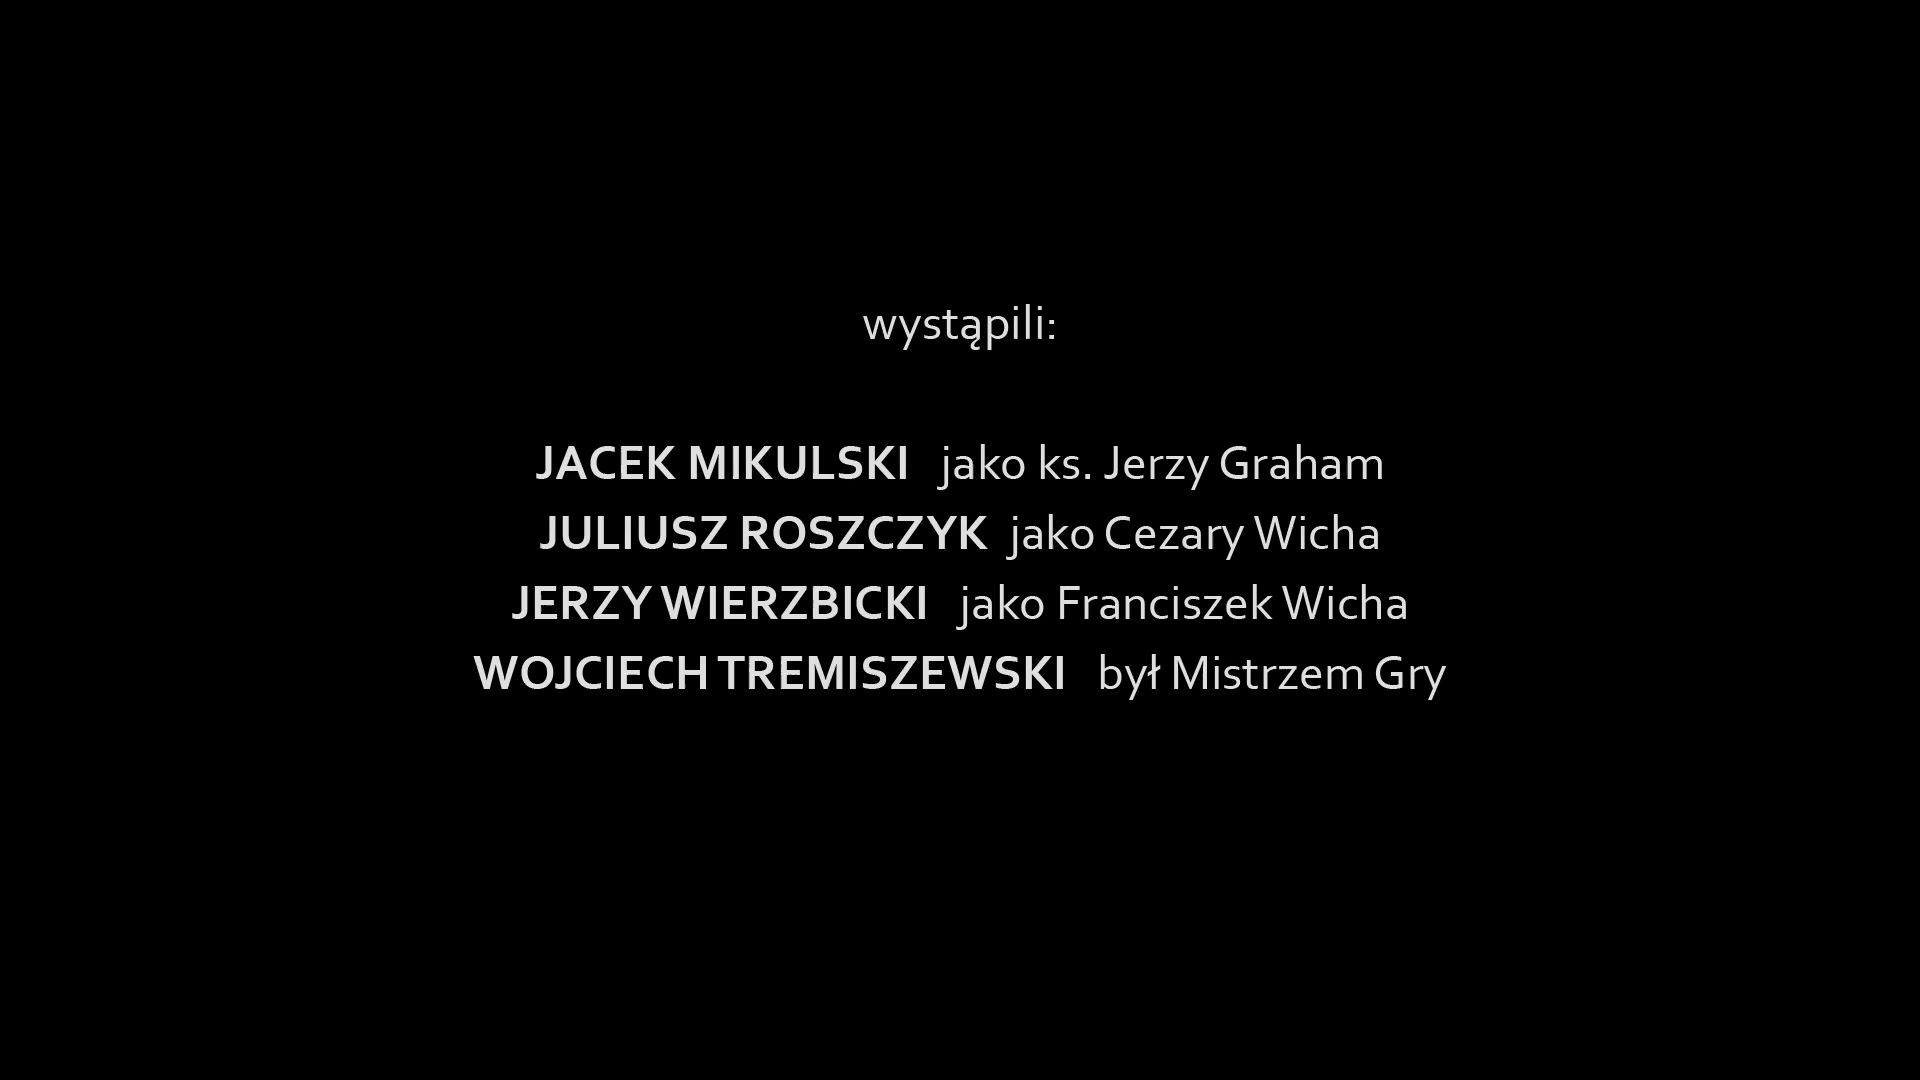 wystąpili:
JACEK MIKULSKI jako ks. Jerzy Graham
JULIUSZ ROSZCZYK jako Cezary Wicha
JERZY WIERZBICKI jako Franciszek Wicha
WOJCIECH TREMISZEWSKI był Mistrzem Gry